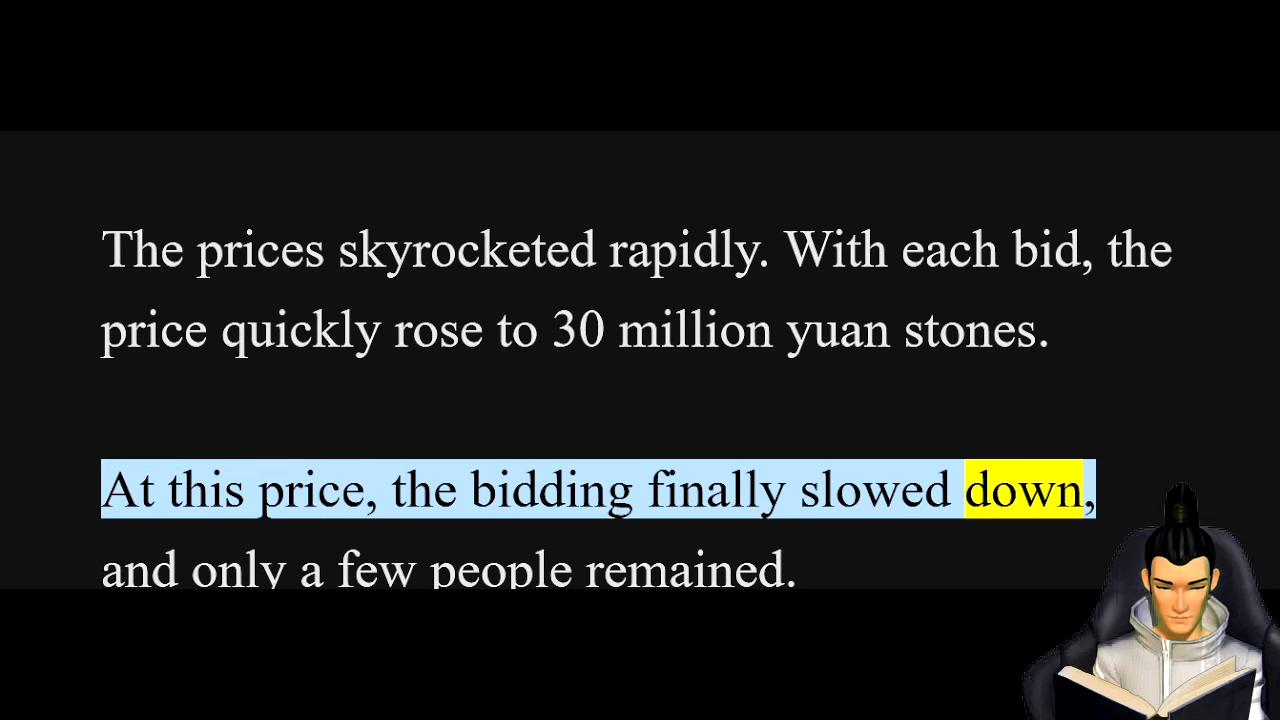 The prices skyrocketed rapidly. With each bid, the
price quickly rose to 30 million yuan stones.
At this price, the bidding finally slowed down,
and only a few people remained.